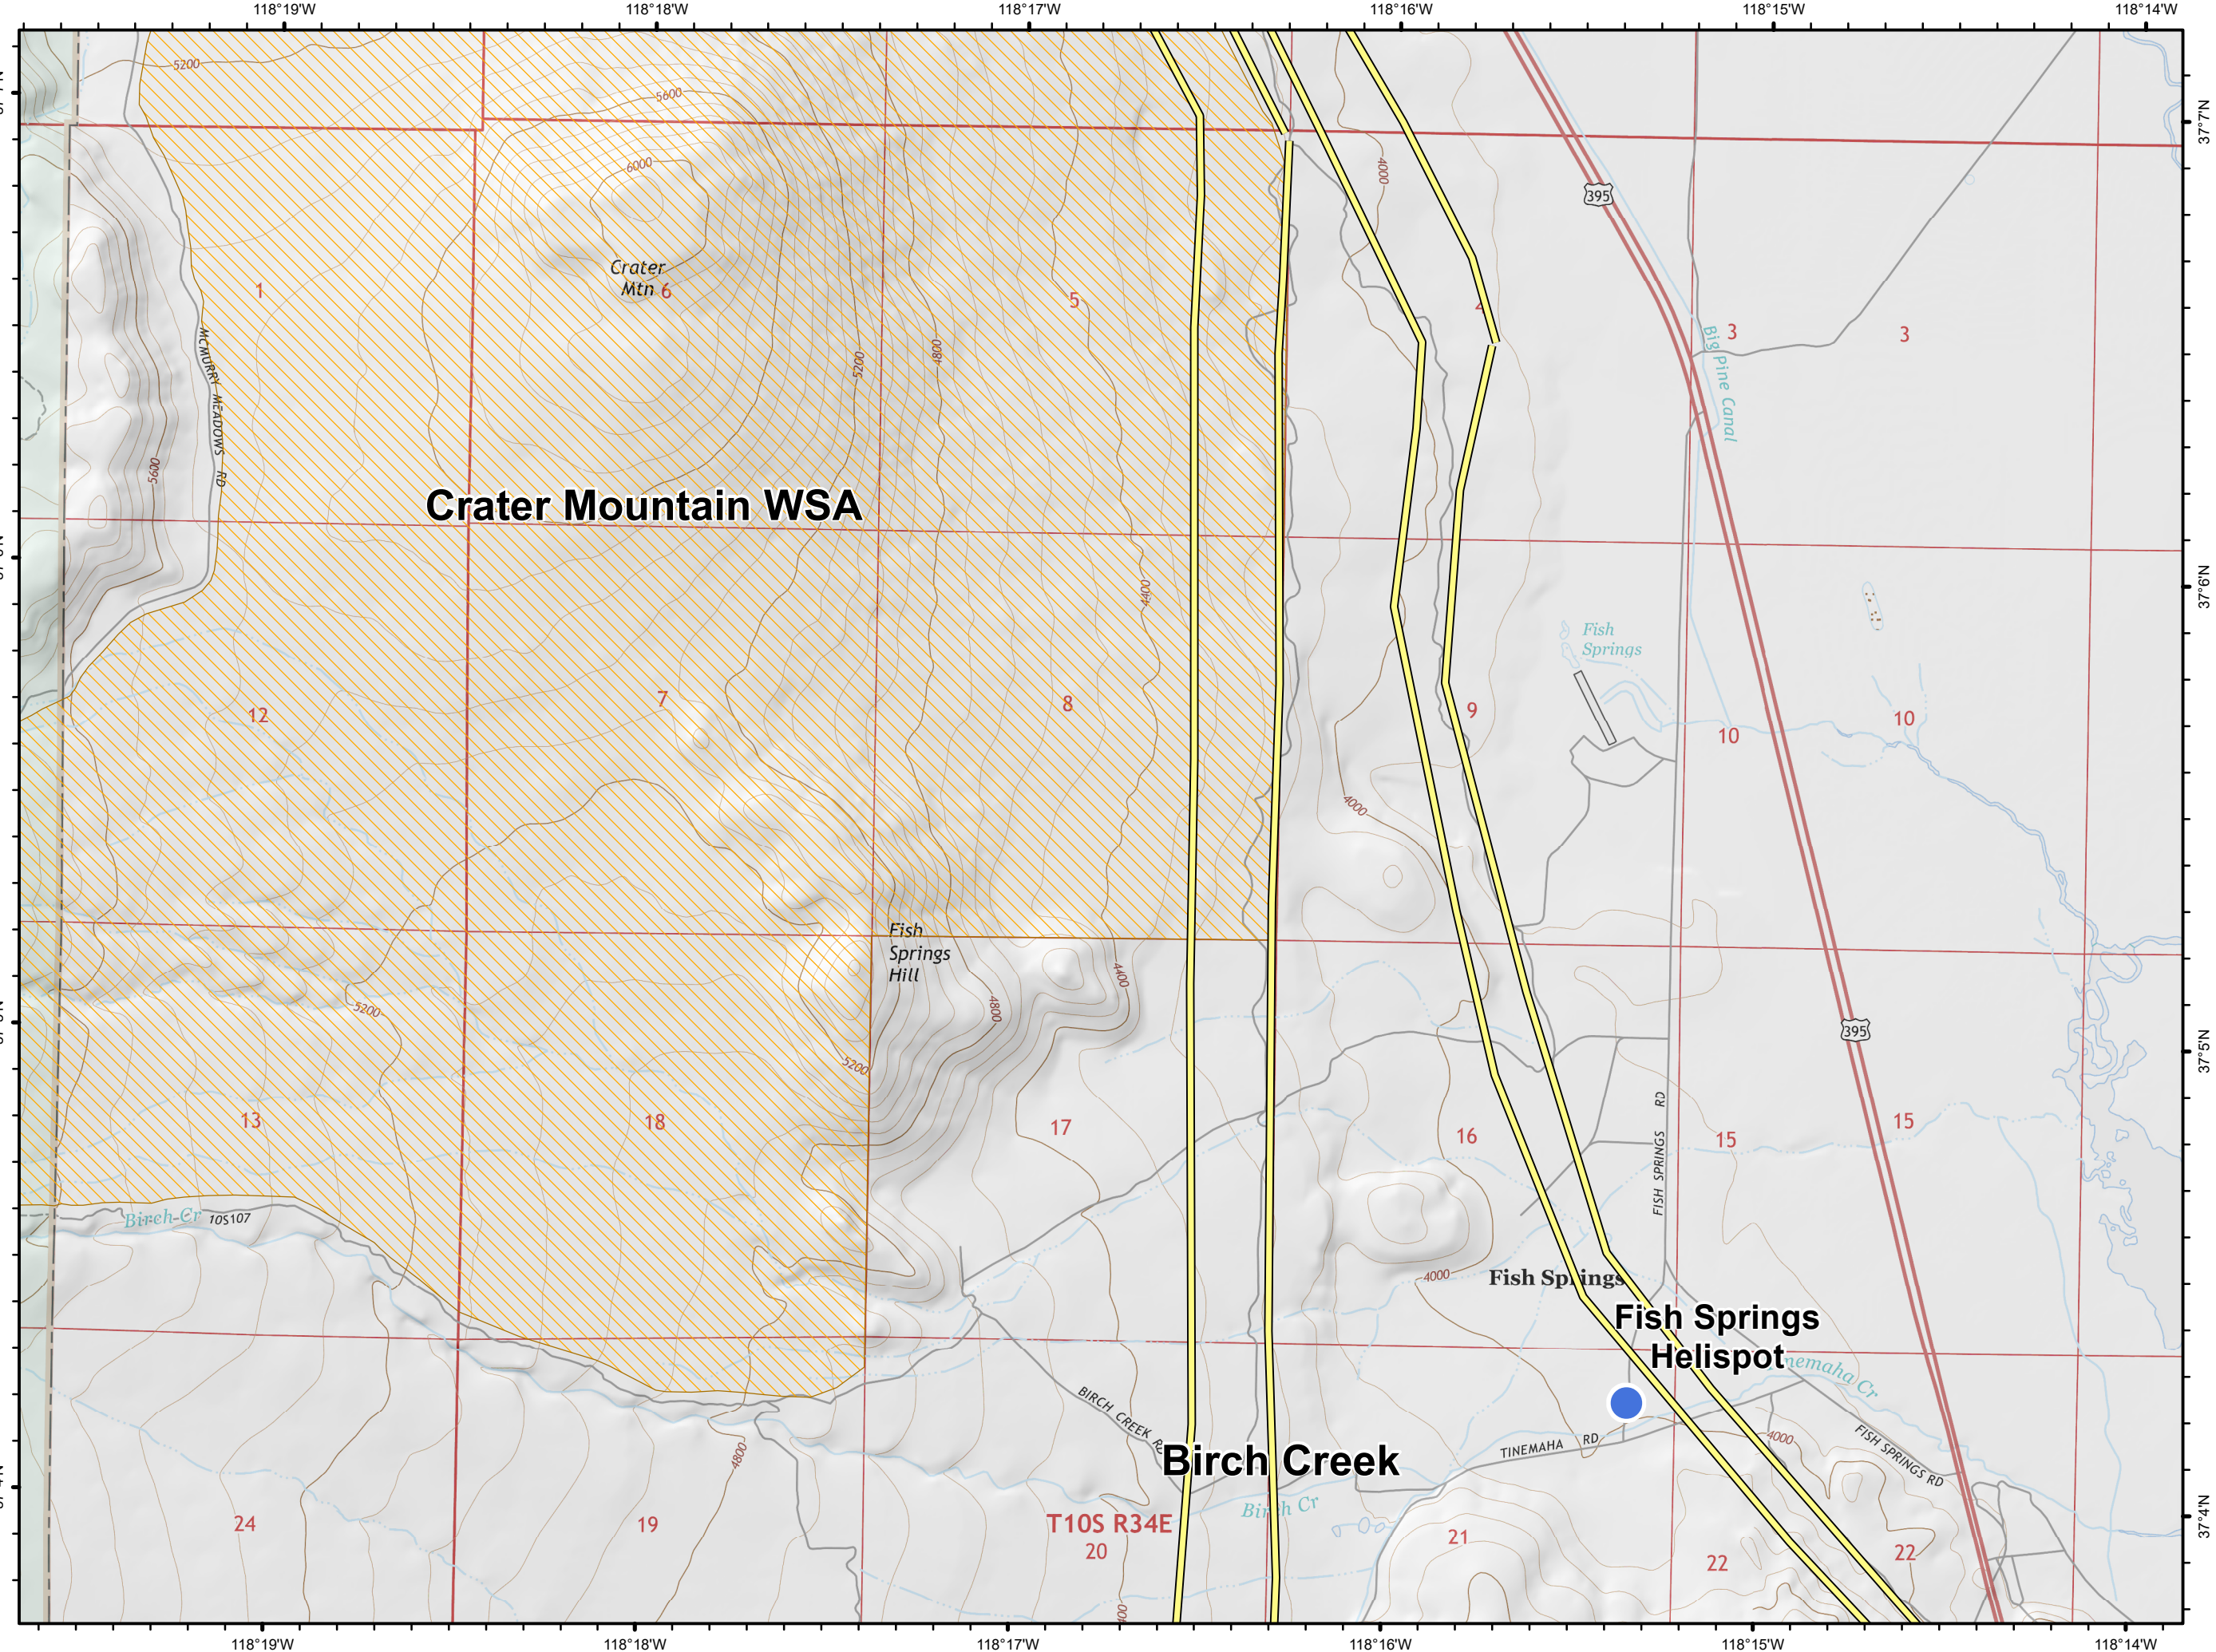 118°19'W
118°18'W
118°17'W
118°16'W
118°15'W
118°14'W
5200
5600
37°7'N
6000
4000
395
Crater
Mtn
6
1
5
3
3
Big Pine Canal
MCMURRY MEADOWS RD
5200
4800
5600
Crater Mountain WSA
4400
37°6'N
Fish
Springs
12
7
8
9
10
10
4000
Fish
Springs
Hill
4400
4800
5200
395
5200
37°5'N
13
18
17
16
15
15
FISH SPRINGS RD
Birch Cr
10S107
4000
Fish Springs
Fish Springs
Helispot
nemaha Cr
BIRCH CREEK RD
TINEMAHA RD
4000
FISH SPRINGS RD
4800
Birch Creek
Birch Cr
37°4'N
24
19
T10S R34E
20
21
22
22
118°19'W
118°18'W
118°17'W
118°16'W
118°15'W
118°14'W